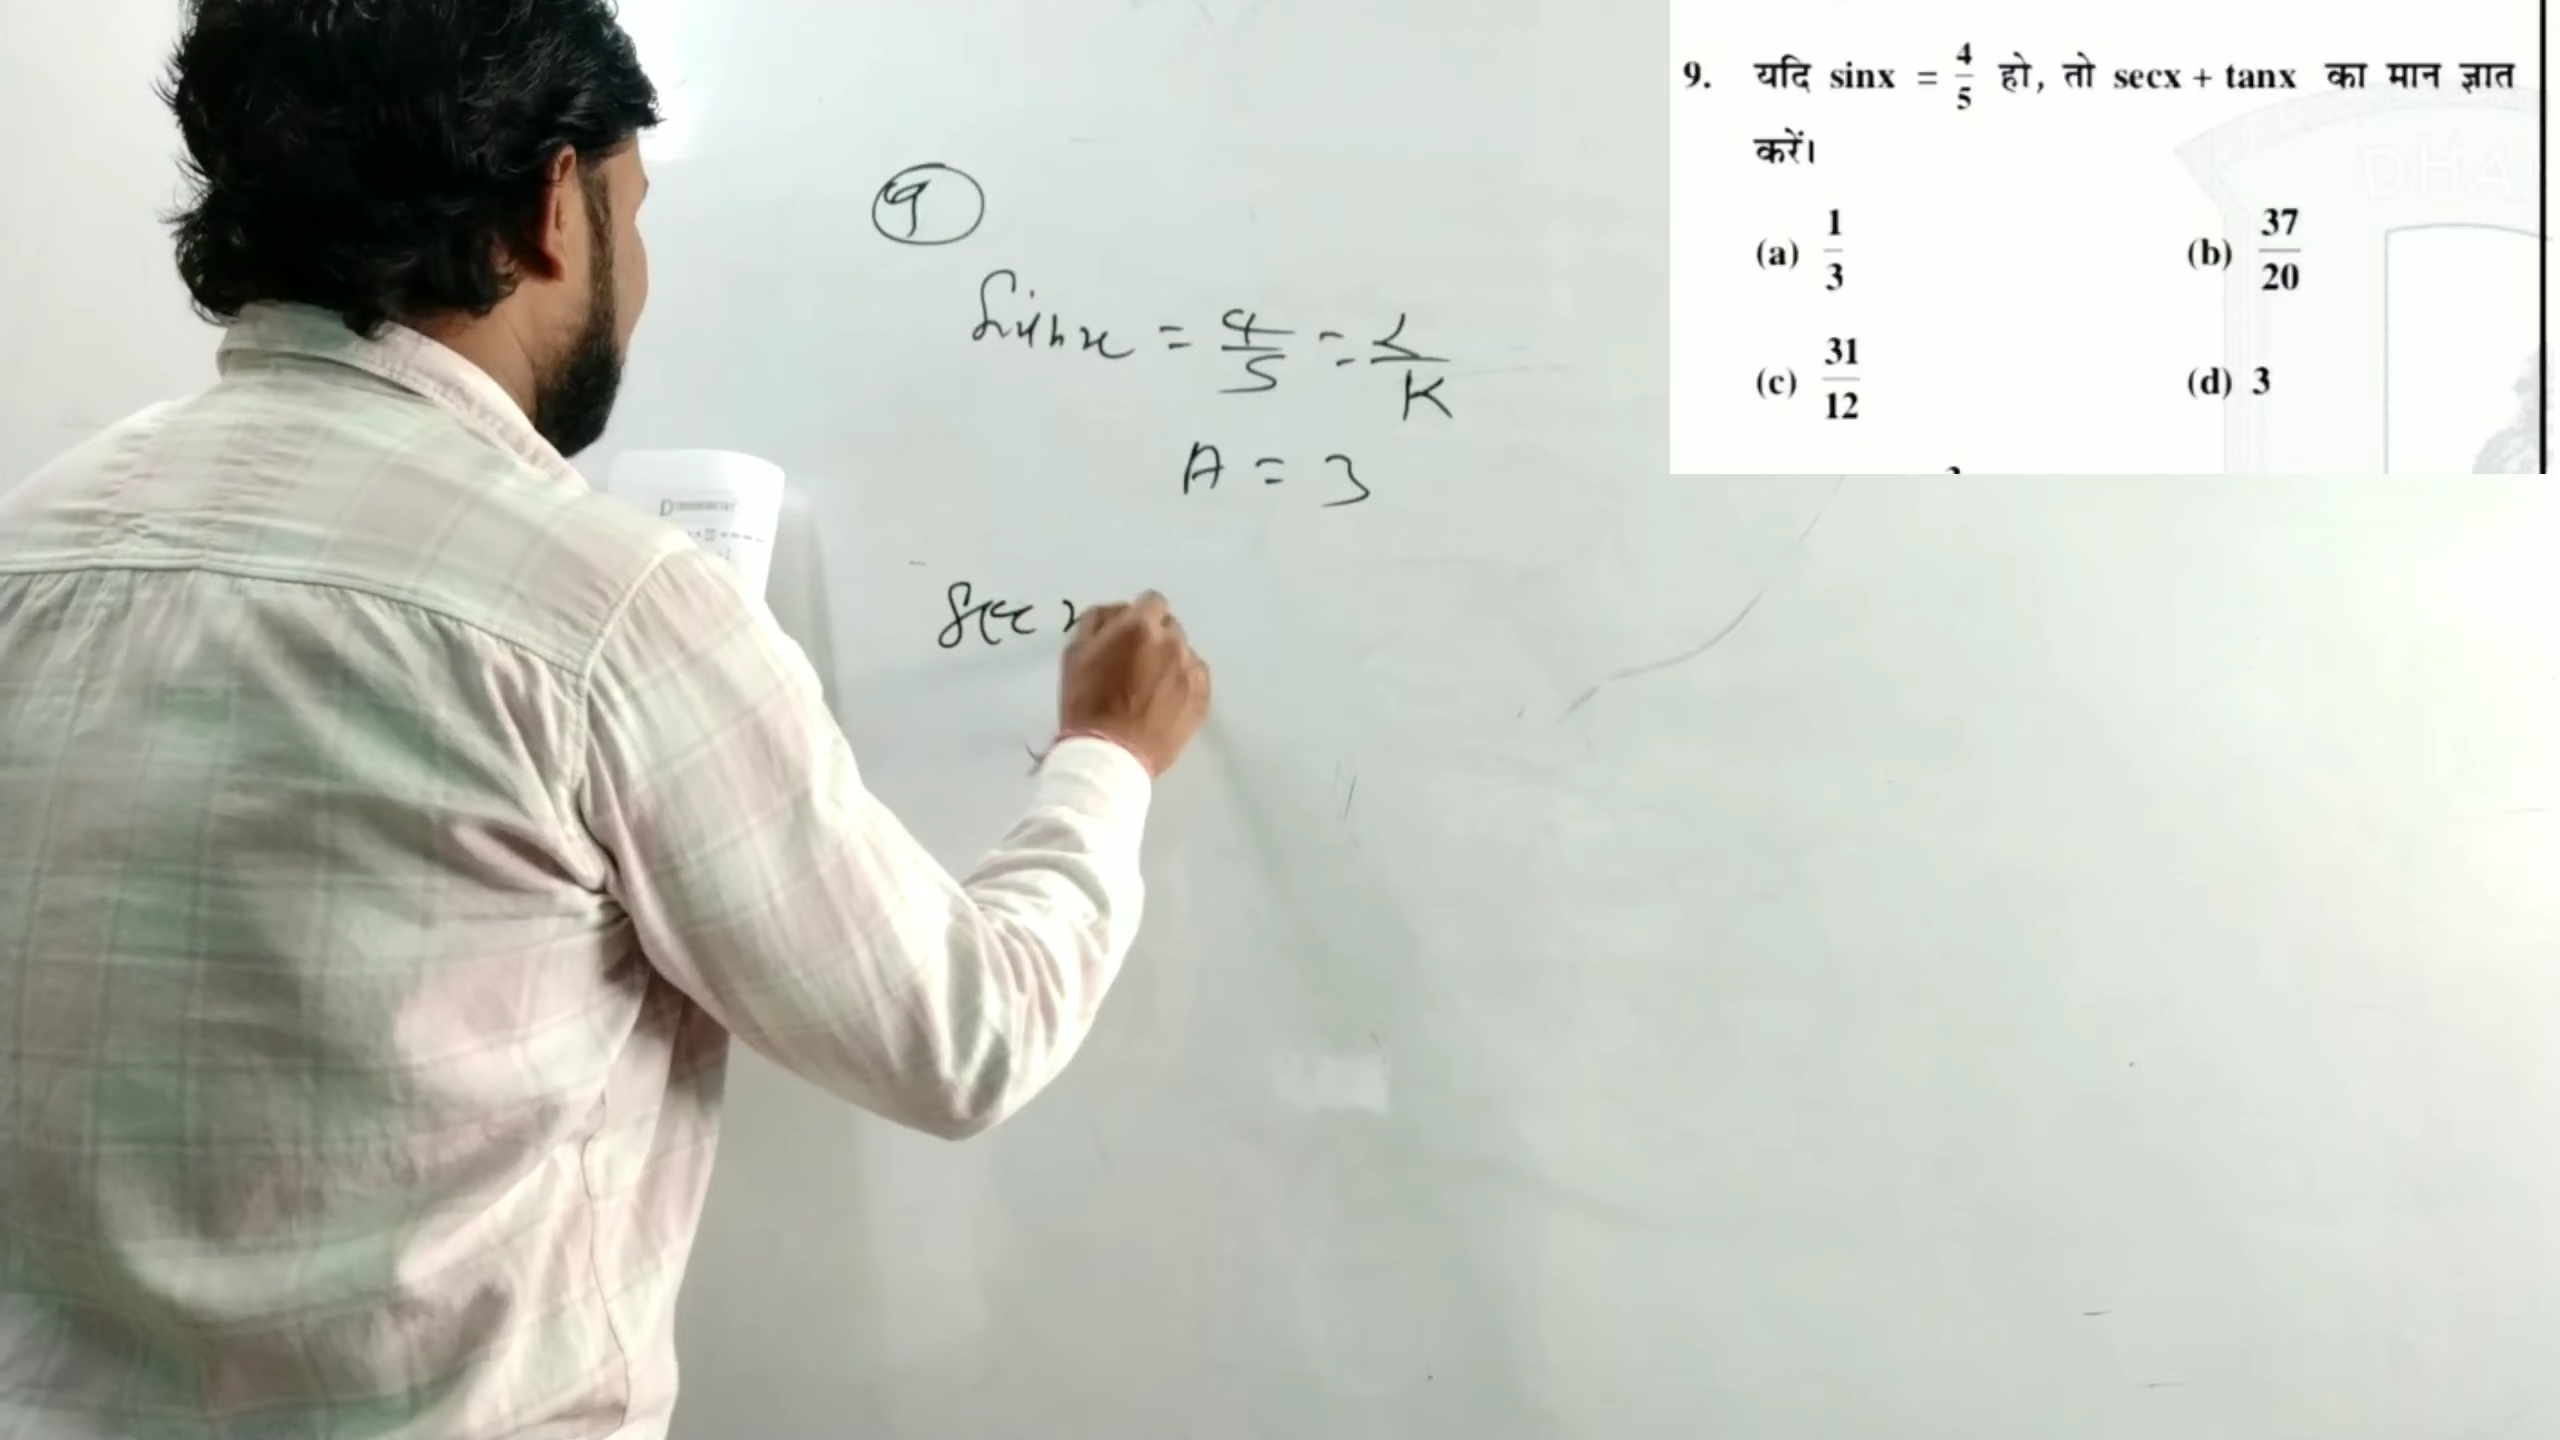 9
Sinx = 4/5 = L/K
A = 3
Sec x
9. यदि sinx = 4/5 हो, तो secx + tanx का मान ज्ञात
करें।
(a) 1/3 (b) 37/20
(c) 31/12 (d) 3
DHA